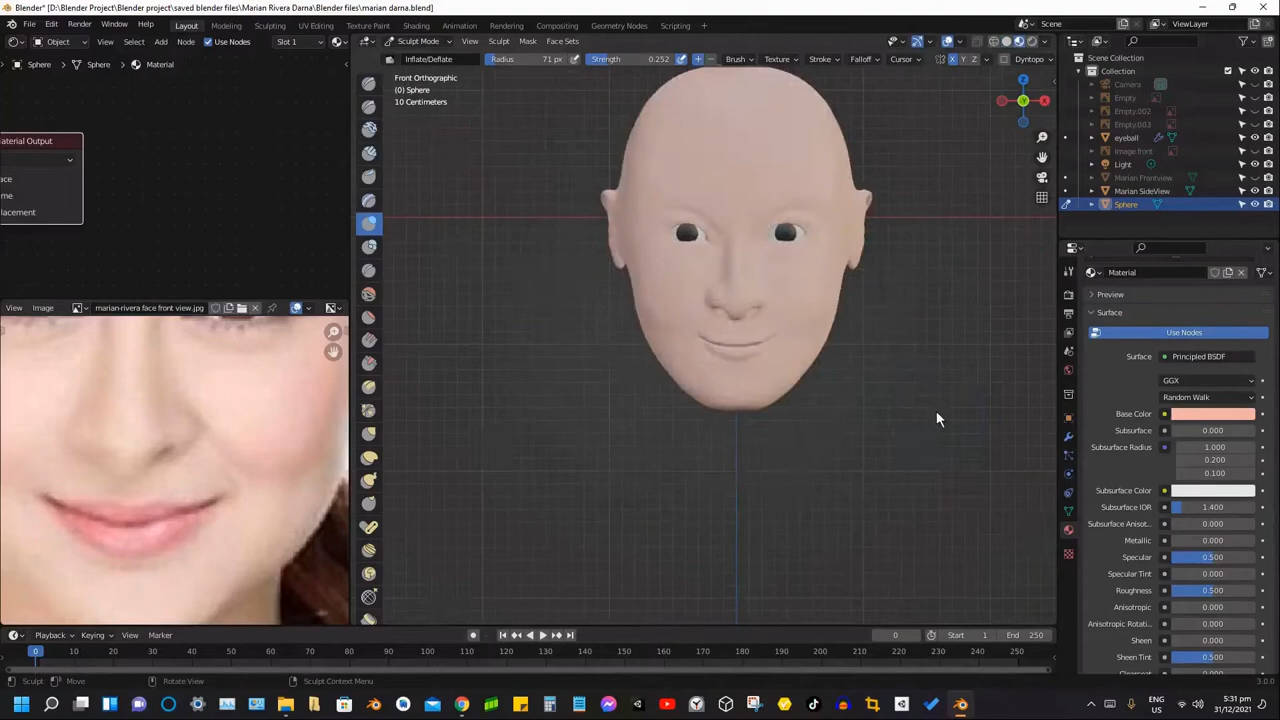 Blender* [D:\Blender Project\scape blender files\Marian Rivera Darna\Blender files\marian darna.blend]
File Edit Render Window Help Layout Modeling Sculpting UV Editing Texture Paint Shading Animation Rendering Compositing Geometry Nodes Scripting + Scene ViewLayer
Object View Select Add Node Use Nodes Slot 1
Sculpt Mode View Sculpt Mask Face Sets
Sphere > Sphere > Material
Inflate/Deflate Radius 71 px Strength 0.252 + − Brush Texture Stroke Falloff Cursor X Y Z Dyntopo
Front Orthographic
(0) Sphere
10 Centimeters
Z
Y
X
aterial Output
ace
me
placement
View Image marian-rivera face front view.jpg
Scene Collection
Collection
Camera
Empty
Empty.002
Empty.003
eyeball
Image front
Light
Marian Frontview
Marian SideView
Sphere
Material
Preview
Surface
Use Nodes
Surface Principled BSDF
GGX
Random Walk
Base Color
Subsurface 0.000
Subsurface Radius 1.000
0.200
0.100
Subsurface Color
Subsurface IOR 1.400
Subsurface Anisot... 0.000
Metallic 0.000
Specular 0.500
Specular Tint 0.000
Roughness 0.500
Anisotropic 0.000
Anisotropic Rotati... 0.000
Sheen 0.000
Sheen Tint 0.500
Playback Keying View Marker 0 Start 1 End 250
0 10 20 30 40 50 60 70 80 90 100 110 120 130 140 150 160 170 180 190 200 210 220 230 240 250
Sculpt Move Rotate View Sculpt Context Menu 3.0.0
ENG
US
5:31 pm
31/12/2021